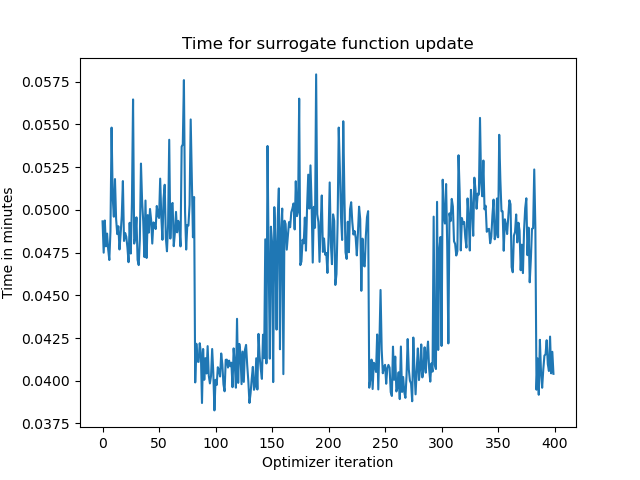 Time for surrogate function update
Time in minutes
0.0575
0.0550
0.0525
0.0500
0.0475
0.0450
0.0425
0.0400
0.0375
0 50 100 150 200 250 300 350 400
Optimizer iteration